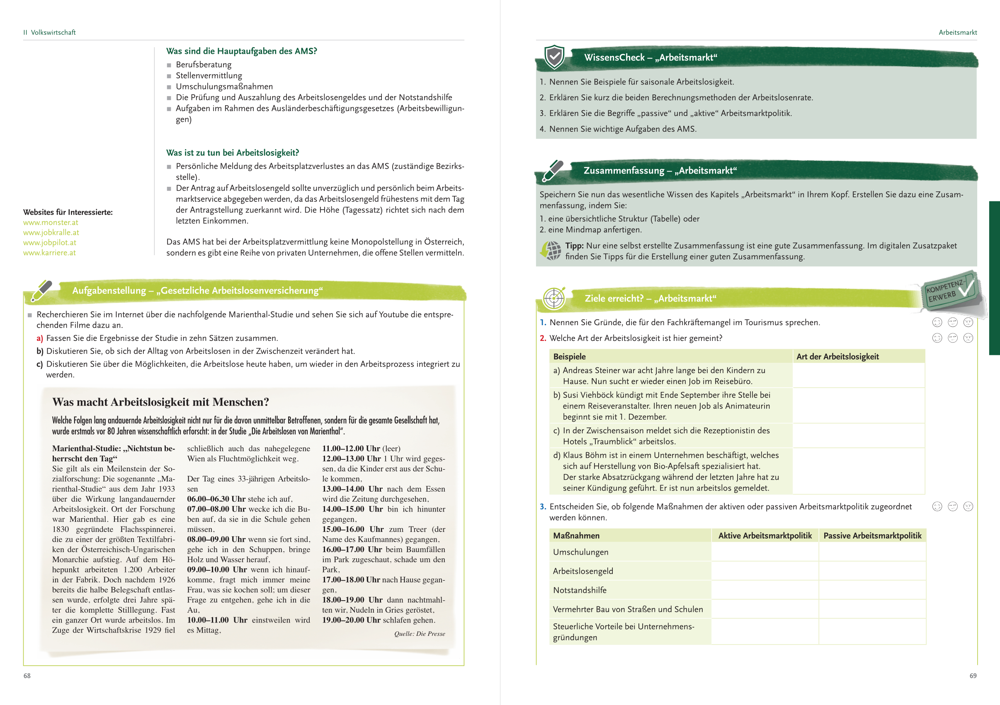 II Volkswirtschaft
Was sind die Hauptaufgaben des AMS?
■ Berufsberatung
■ Stellenvermittlung
■ Umschulungsmaßnahmen
■ Die Prüfung und Auszahlung des Arbeitslosengeldes und der Notstandshilfe
■ Aufgaben im Rahmen des Ausländerbeschäftigungsgesetzes (Arbeitsbewilligun-
gen)
Was ist zu tun bei Arbeitslosigkeit?
■ Persönliche Meldung des Arbeitsplatzverlustes an das AMS (zuständige Bezirks-
stelle).
■ Der Antrag auf Arbeitslosengeld sollte unverzüglich und persönlich beim Arbeits-
marktservice abgegeben werden, da das Arbeitslosengeld frühestens mit dem Tag
der Antragstellung zuerkannt wird. Die Höhe (Tagessatz) richtet sich nach dem
letzten Einkommen.
Das AMS hat bei der Arbeitsplatzvermittlung keine Monopolstellung in Österreich,
sondern es gibt eine Reihe von privaten Unternehmen, die offene Stellen vermitteln.
Websites für Interessierte:
www.monster.at
www.jobkralle.at
www.jobpilot.at
www.karriere.at
Aufgabenstellung – „Gesetzliche Arbeitslosenversicherung“
■ Recherchieren Sie im Internet über die nachfolgende Marienthal-Studie und sehen Sie sich auf Youtube die entspre-
chenden Filme dazu an.
a) Fassen Sie die Ergebnisse der Studie in zehn Sätzen zusammen.
b) Diskutieren Sie, ob sich der Alltag von Arbeitslosen in der Zwischenzeit verändert hat.
c) Diskutieren Sie über die Möglichkeiten, die Arbeitslose heute haben, um wieder in den Arbeitsprozess integriert zu
werden.
Was macht Arbeitslosigkeit mit Menschen?
Welche Folgen lang andauernde Arbeitslosigkeit nicht nur für die davon unmittelbar Betroffenen, sondern für die gesamte Gesellschaft hat,
wurde erstmals vor 80 Jahren wissenschaftlich erforscht: in der Studie „Die Arbeitslosen von Marienthal“.
Marienthal-Studie: „Nichtstun be-
herrscht den Tag“
Sie gilt als ein Meilenstein der So-
zialforschung: Die sogenannte „Ma-
rienthal-Studie“ aus dem Jahr 1933
über die Wirkung langandauernder
Arbeitslosigkeit. Ort der Forschung
war Marienthal. Hier gab es eine
1830 gegründete Flachsspinnerei,
die zu einer der größten Textilfabri-
ken der Österreichisch-Ungarischen
Monarchie aufstieg. Auf dem Hö-
hepunkt arbeiteten 1.200 Arbeiter
in der Fabrik. Doch nachdem 1926
bereits die halbe Belegschaft entlas-
sen wurde, erfolgte drei Jahre spä-
ter die komplette Stilllegung. Fast
ein ganzer Ort wurde arbeitslos. Im
Zuge der Wirtschaftskrise 1929 fiel
schließlich auch das nahegelegene
Wien als Fluchtmöglichkeit weg.
Der Tag eines 33-jährigen Arbeitslo-
sen
06.00–06.30 Uhr stehe ich auf,
07.00–08.00 Uhr wecke ich die Bu-
ben auf, da sie in die Schule gehen
müssen,
08.00–09.00 Uhr wenn sie fort sind,
gehe ich in den Schuppen, bringe
Holz und Wasser herauf,
09.00–10.00 Uhr wenn ich hinauf-
komme, fragt mich immer meine
Frau, was sie kochen soll; um dieser
Frage zu entgehen, gehe ich in die
Au,
10.00–11.00 Uhr einstweilen wird
es Mittag,
11.00–12.00 Uhr (leer)
12.00–13.00 Uhr 1 Uhr wird geges-
sen, da die Kinder erst aus der Schu-
le kommen,
13.00–14.00 Uhr nach dem Essen
wird die Zeitung durchgesehen,
14.00–15.00 Uhr bin ich hinunter
gegangen,
15.00–16.00 Uhr zum Treer (der
Name des Kaufmannes) gegangen,
16.00–17.00 Uhr beim Baumfällen
im Park zugeschaut, schade um den
Park,
17.00–18.00 Uhr nach Hause gegan-
gen,
18.00–19.00 Uhr dann nachtmahl-
ten wir, Nudeln in Gries geröstet,
19.00–20.00 Uhr schlafen gehen.
Quelle: Die Presse
68
Arbeitsmarkt
WissensCheck – „Arbeitsmarkt“
1. Nennen Sie Beispiele für saisonale Arbeitslosigkeit.
2. Erklären Sie kurz die beiden Berechnungsmethoden der Arbeitslosenrate.
3. Erklären Sie die Begriffe „passive“ und „aktive“ Arbeitsmarktpolitik.
4. Nennen Sie wichtige Aufgaben des AMS.
Zusammenfassung – „Arbeitsmarkt“
Speichern Sie nun das wesentliche Wissen des Kapitels „Arbeitsmarkt“ in Ihrem Kopf. Erstellen Sie dazu eine Zusam-
menfassung, indem Sie:
1. eine übersichtliche Struktur (Tabelle) oder
2. eine Mindmap anfertigen.
Tipp: Nur eine selbst erstellte Zusammenfassung ist eine gute Zusammenfassung. Im digitalen Zusatzpaket
finden Sie Tipps für die Erstellung einer guten Zusammenfassung.
Ziele erreicht? – „Arbeitsmarkt“
KOMPETENZ-
ERWERB
1. Nennen Sie Gründe, die für den Fachkräftemangel im Tourismus sprechen.
2. Welche Art der Arbeitslosigkeit ist hier gemeint?
Beispiele Art der Arbeitslosigkeit
a) Andreas Steiner war acht Jahre lange bei den Kindern zu
Hause. Nun sucht er wieder einen Job im Reisebüro.
b) Susi Viehböck kündigt mit Ende September ihre Stelle bei
einem Reiseveranstalter. Ihren neuen Job als Animateurin
beginnt sie mit 1. Dezember.
c) In der Zwischensaison meldet sich die Rezeptionistin des
Hotels „Traumblick“ arbeitslos.
d) Klaus Böhm ist in einem Unternehmen beschäftigt, welches
sich auf Herstellung von Bio-Apfelsaft spezialisiert hat.
Der starke Absatzrückgang während der letzten Jahre hat zu
seiner Kündigung geführt. Er ist nun arbeitslos gemeldet.
3. Entscheiden Sie, ob folgende Maßnahmen der aktiven oder passiven Arbeitsmarktpolitik zugeordnet
werden können.
Maßnahmen Aktive Arbeitsmarktpolitik Passive Arbeitsmarktpolitik
Umschulungen
Arbeitslosengeld
Notstandshilfe
Vermehrter Bau von Straßen und Schulen
Steuerliche Vorteile bei Unternehmens-
gründungen
69